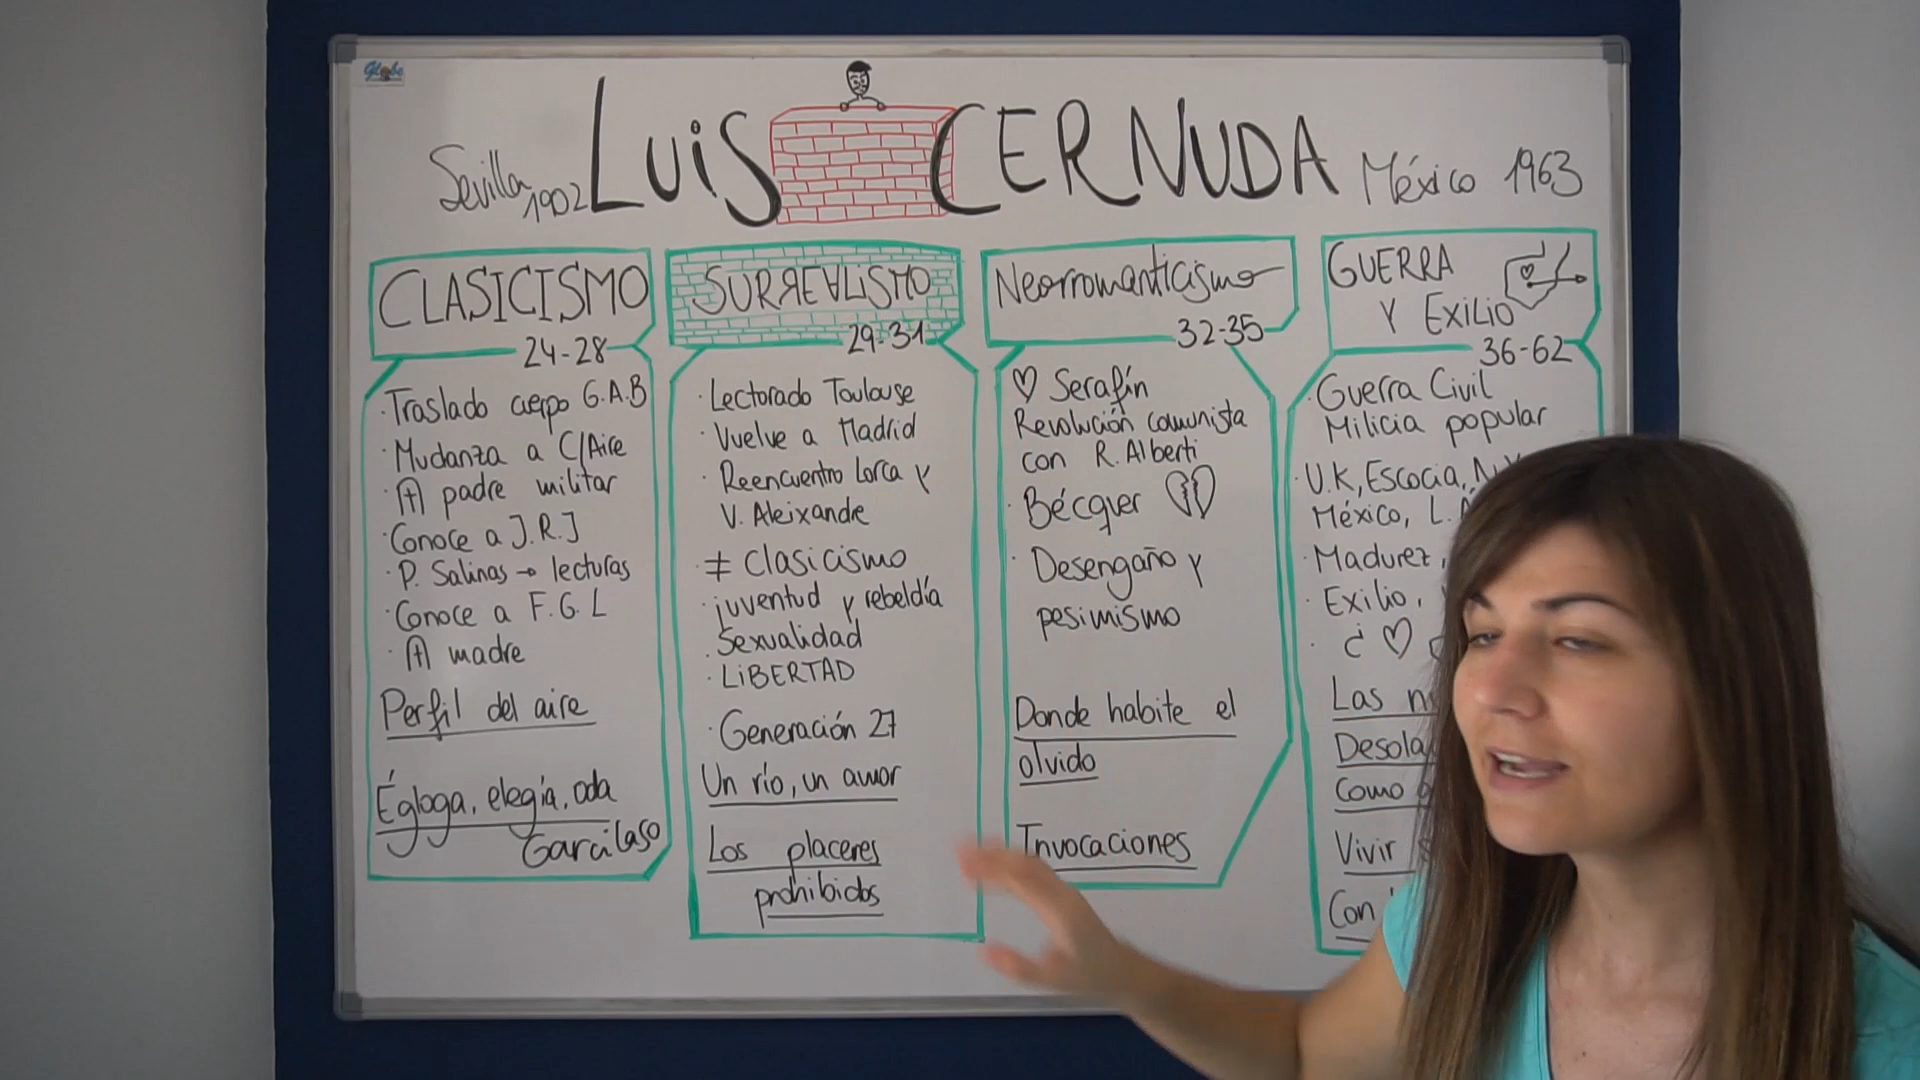 Globe
Sevilla 1902 LUIS CERNUDA México 1963
CLASICISMO
24-28
· Traslado cuerpo G.A.B
· Mudanza a C/Aire
· padre militar
· Conoce a J.R.J
· P. Salinas → lecturas
· Conoce a F.G.L
· madre
Perfil del aire
Égloga, elegía, oda
Garcilaso
SURREALISMO
29-31
· Lectorado Toulouse
· Vuelve a Madrid
· Reencuentro Lorca y
V. Aleixandre
· ≠ Clasicismo
· juventud y rebeldía
· Sexualidad
· LiBERTAD
· Generación 27
Un río, un amor
Los placeres
prohibidos
Neorromanticismo
32-35
♡ Serafín
Revolución comunista
con R. Alberti
· Bécquer
· Desengaño y
pesimismo
Donde habite el
olvido
Invocaciones
GUERRA
Y EXILIO
36-62
· Guerra Civil
Milicia popular
· U.K, Escocia,
México, L.
· Madurez,
· Exilio,
· ¿ ♡
Las
Como
Vivir
Con